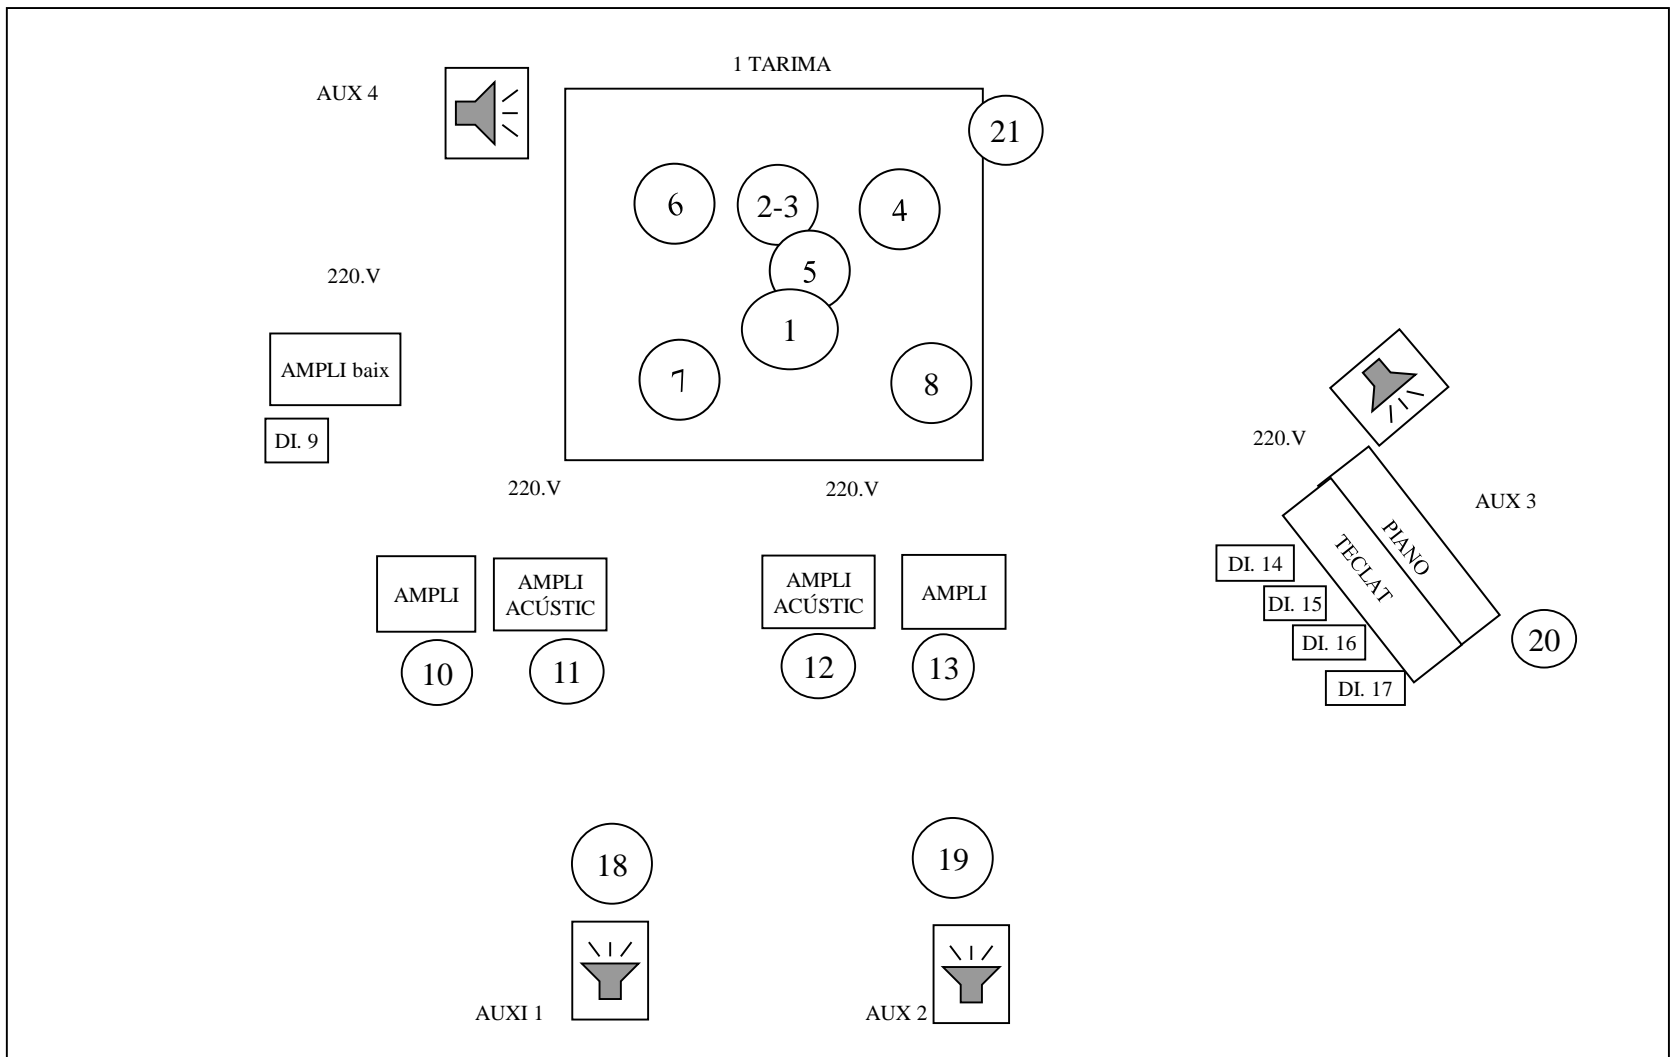 1 TARIMA
AUX 4
21
6
2-3
4
5
220.V
1
AMPLI baix
7
8
DI. 9
220.V
220.V
220.V
AUX 3
PIANO
TECLAT
DI. 14
DI. 15
DI. 16
DI. 17
20
AMPLI
AMPLI
ACÚSTIC
AMPLI
ACÚSTIC
AMPLI
10
11
12
13
18
19
AUXI 1
AUX 2